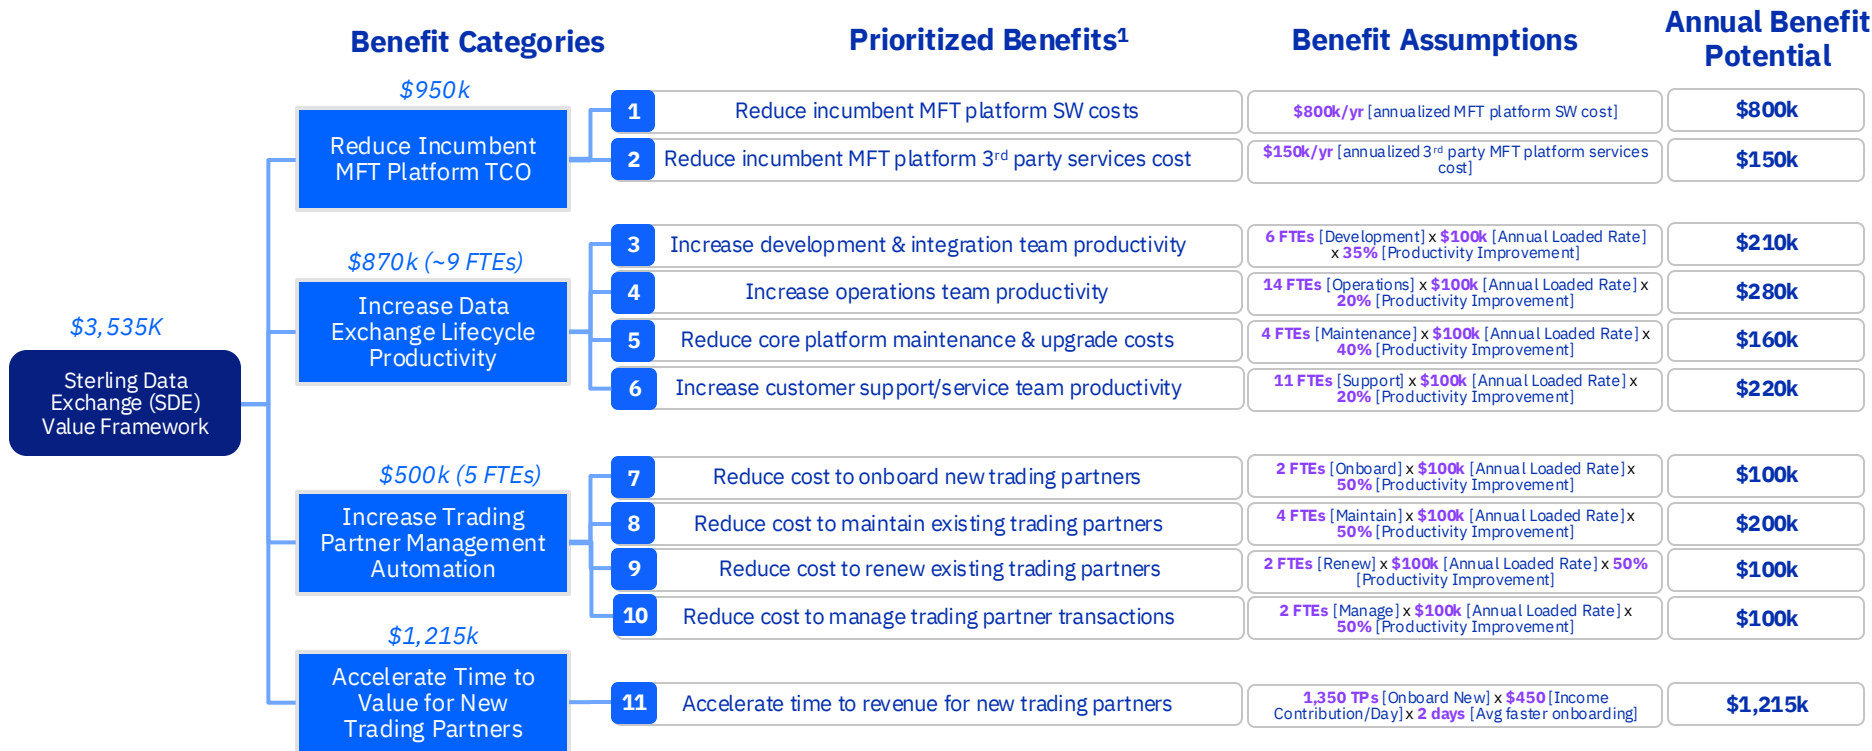 Benefit Categories
Prioritized Benefits¹
Benefit Assumptions
Annual Benefit
Potential
$3,535K
Sterling Data
Exchange (SDE)
Value Framework
$950k
Reduce Incumbent
MFT Platform TCO
1
Reduce incumbent MFT platform SW costs
$800k/yr [annualized MFT platform SW cost]
$800k
2
Reduce incumbent MFT platform 3rd party services cost
$150k/yr [annualized 3rd party MFT platform services
cost]
$150k
$870k (~9 FTEs)
Increase Data
Exchange Lifecycle
Productivity
3
Increase development & integration team productivity
6 FTEs [Development] x $100k [Annual Loaded Rate]
x 35% [Productivity Improvement]
$210k
4
Increase operations team productivity
14 FTEs [Operations] x $100k [Annual Loaded Rate] x
20% [Productivity Improvement]
$280k
5
Reduce core platform maintenance & upgrade costs
4 FTEs [Maintenance] x $100k [Annual Loaded Rate] x
40% [Productivity Improvement]
$160k
6
Increase customer support/service team productivity
11 FTEs [Support] x $100k [Annual Loaded Rate] x
20% [Productivity Improvement]
$220k
$500k (5 FTEs)
Increase Trading
Partner Management
Automation
7
Reduce cost to onboard new trading partners
2 FTEs [Onboard] x $100k [Annual Loaded Rate] x
50% [Productivity Improvement]
$100k
8
Reduce cost to maintain existing trading partners
4 FTEs [Maintain] x $100k [Annual Loaded Rate] x
50% [Productivity Improvement]
$200k
9
Reduce cost to renew existing trading partners
2 FTEs [Renew] x $100k [Annual Loaded Rate] x 50%
[Productivity Improvement]
$100k
10
Reduce cost to manage trading partner transactions
2 FTEs [Manage] x $100k [Annual Loaded Rate] x
50% [Productivity Improvement]
$100k
$1,215k
Accelerate Time to
Value for New
Trading Partners
11
Accelerate time to revenue for new trading partners
1,350 TPs [Onboard New] x $450 [Income
Contribution/Day] x 2 days [Avg faster onboarding]
$1,215k